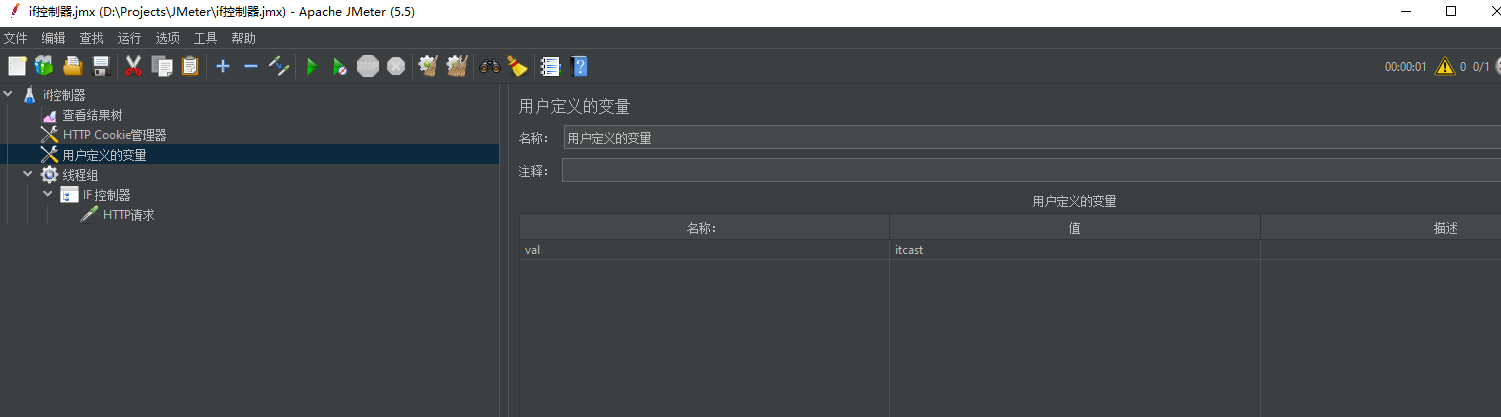 if控制器.jmx (D:\Projects\JMeter\if控制器.jmx) - Apache JMeter (5.5)
文件 编辑 查找 运行 选项 工具 帮助
00:00:01 0 0/1
if控制器
查看结果树
HTTP Cookie管理器
用户定义的变量
线程组
IF 控制器
HTTP请求
用户定义的变量
名称： 用户定义的变量
注释：
用户定义的变量
名称： 值 描述
val itcast